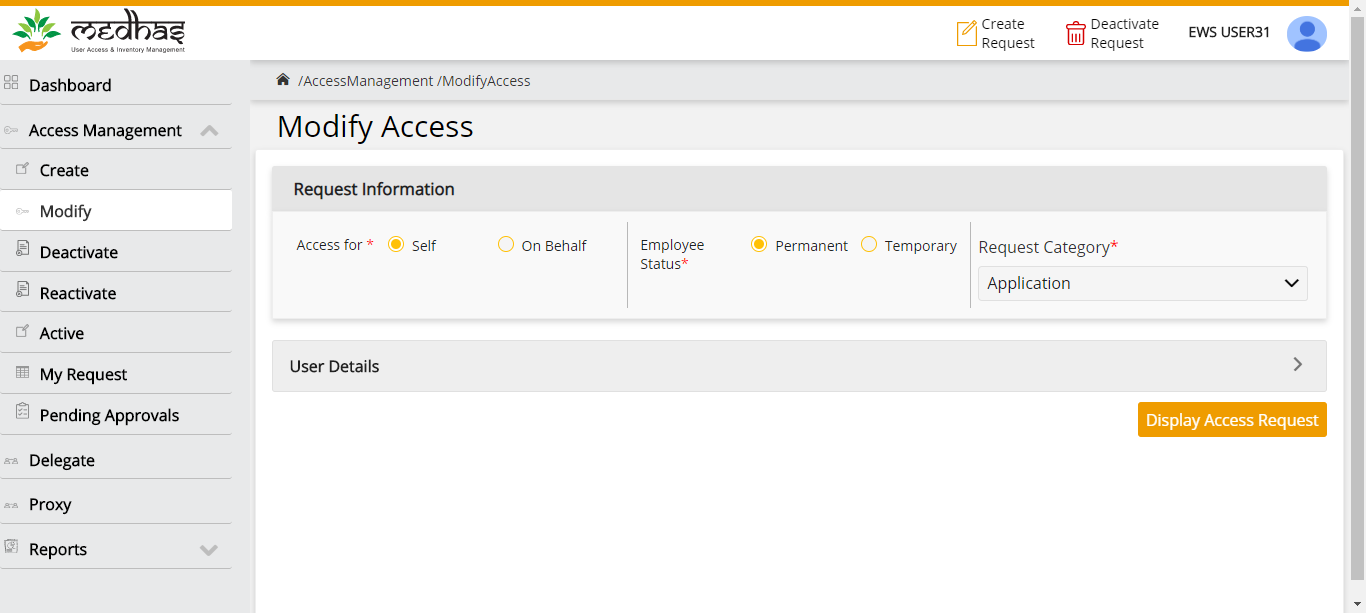 medhas
User Access & Inventory Management
Create
Request
Deactivate
Request
EWS USER31
Dashboard
Access Management
Create
Modify
Deactivate
Reactivate
Active
My Request
Pending Approvals
Delegate
Proxy
Reports
/AccessManagement /ModifyAccess
Modify Access
Request Information
Access for * Self On Behalf
Employee
Status*
Permanent Temporary
Request Category*
Application
User Details
Display Access Request